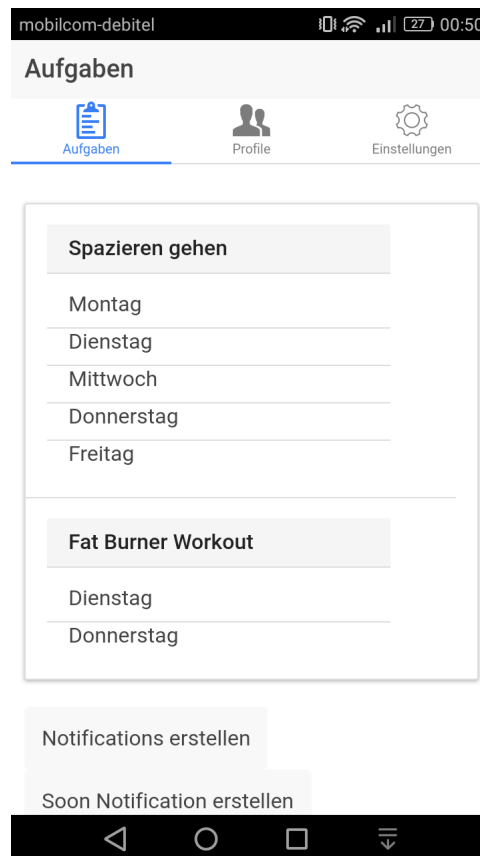 mobilcom-debitel 27 00:50
Aufgaben
Aufgaben Profile Einstellungen
Spazieren gehen
Montag
Dienstag
Mittwoch
Donnerstag
Freitag
Fat Burner Workout
Dienstag
Donnerstag
Notifications erstellen
Soon Notification erstellen